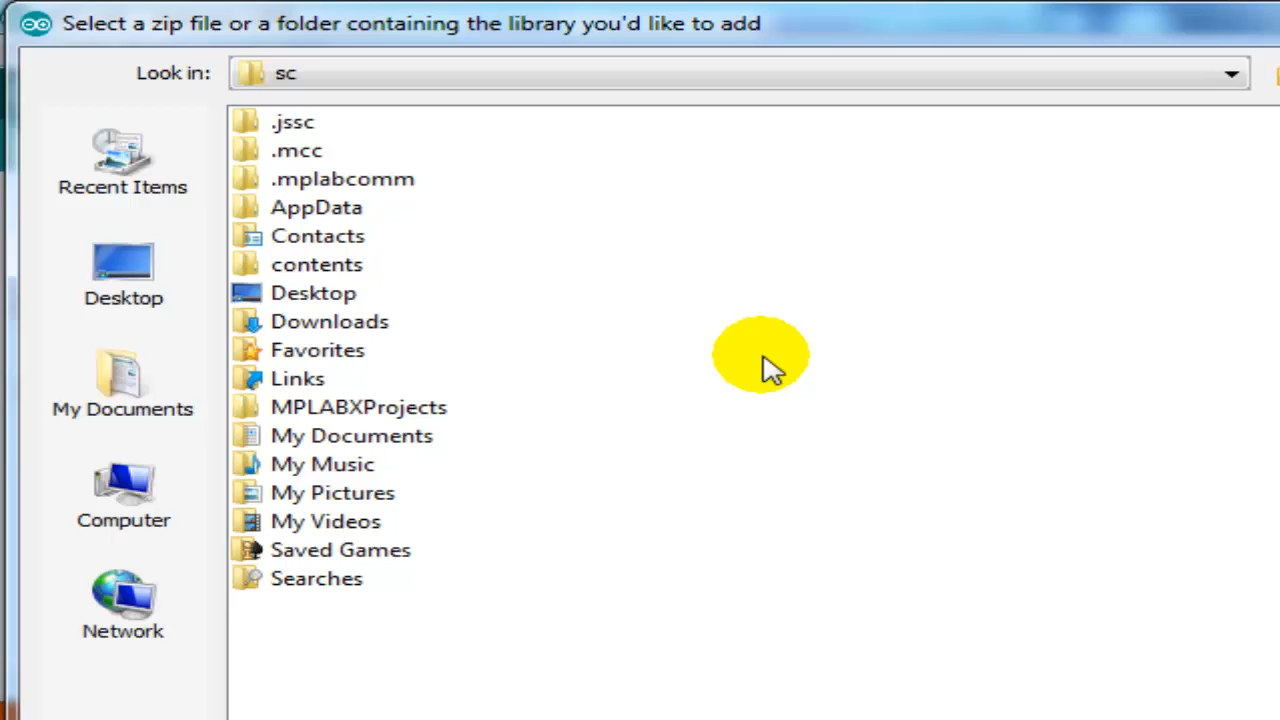 Select a zip file or a folder containing the library you'd like to add
Look in: sc
Recent Items
Desktop
My Documents
Computer
Network
.jssc
.mcc
.mplabcomm
AppData
Contacts
contents
Desktop
Downloads
Favorites
Links
MPLABXProjects
My Documents
My Music
My Pictures
My Videos
Saved Games
Searches